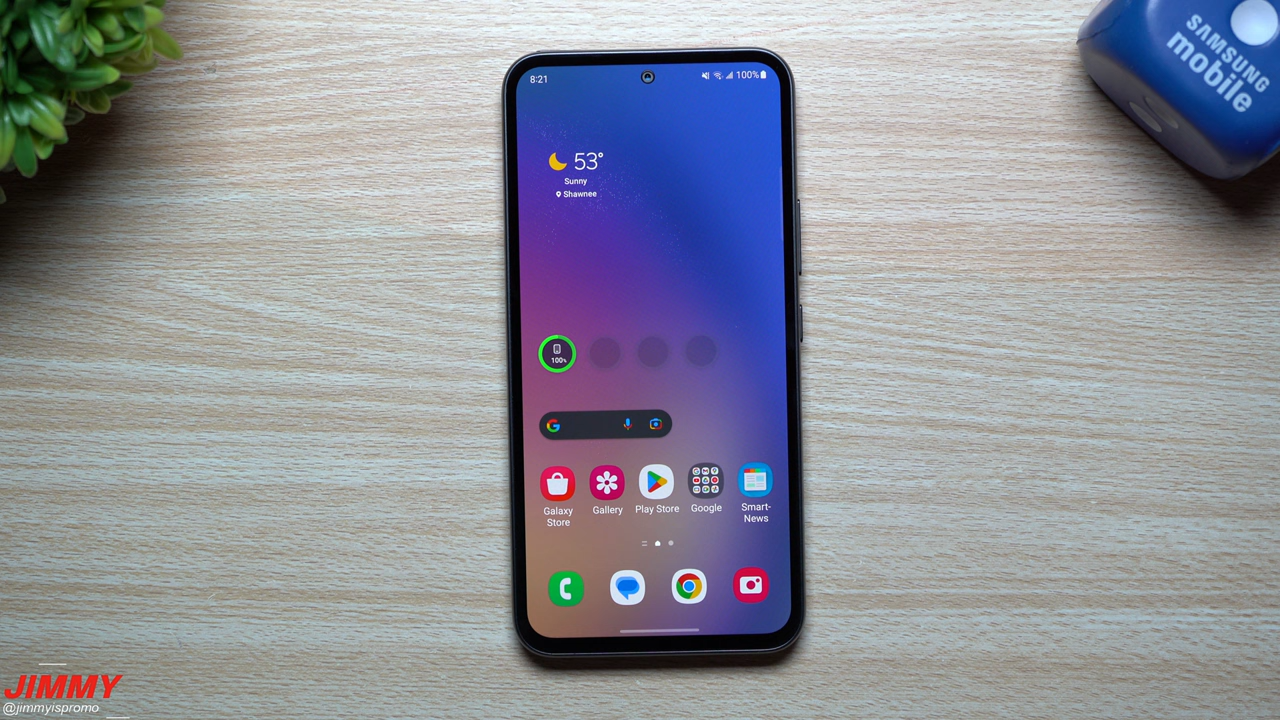 8:21
100%
53°
Sunny
Shawnee
100%
Galaxy
Store
Gallery
Play Store
Google
Smart-
News
SAMSUNG
mobile
JIMMY
@jimmyispromo